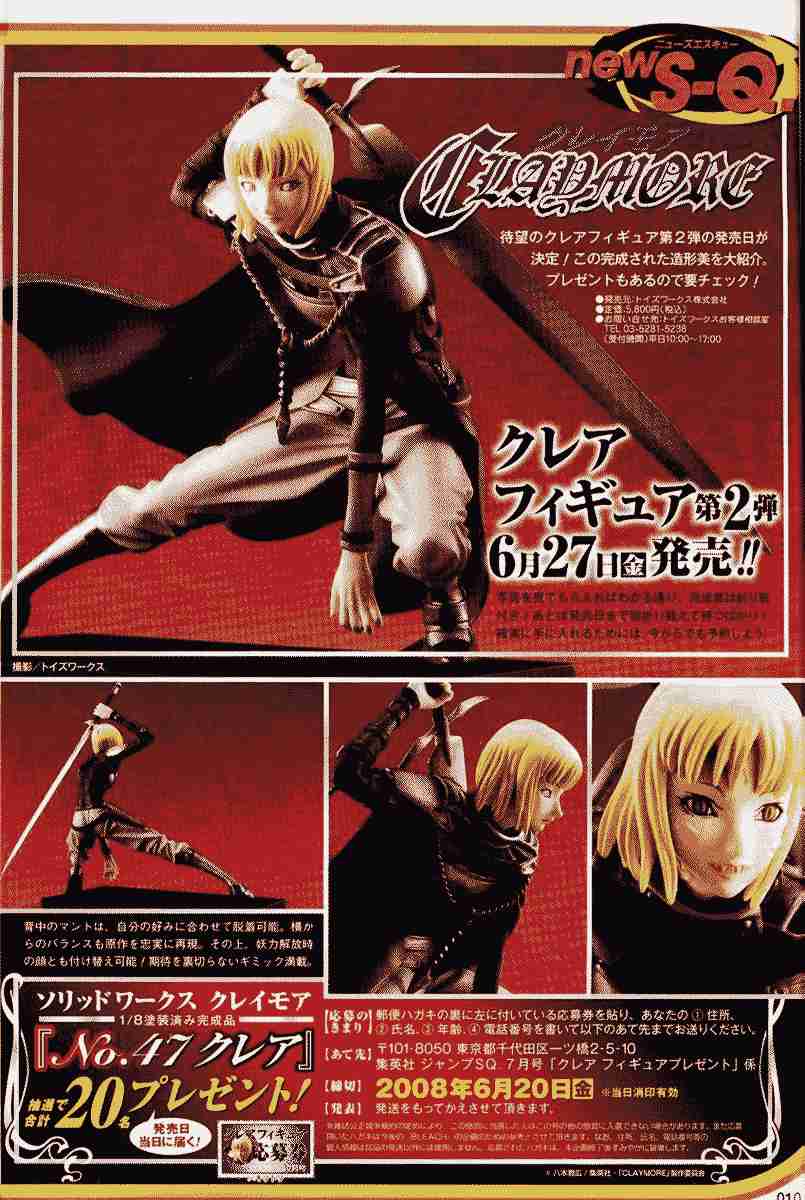 ニューズエスキュー
newS-Q.
クレイモア
CLAYMORE
待望のクレアフィギュア第2弾の発売日が
決定！この完成された造形美を大紹介。
プレゼントもあるので要チェック！
●発売元:トイズワークス株式会社
●定価:5,800円(税込)
●お問い合せ先:トイズワークスお客様相談室
TEL 03-5281-5238
(受付時間)平日10:00〜17:00
クレア
フィギュア第2弾
6月27日金発売!!
撮影/トイズワークス
背中のマントは、自分の好みに合わせて脱着可能。横か
らのバランスも原作を忠実に再現。その上、妖力解放時
の顔とも付け替え可能！期待を裏切らないギミック満載。
ソリッドワークス クレイモア
1/8塗装済み完成品
『No.47 クレア』
抽選で合計20名プレゼント！
発売日
当日に届く！
【応募のきまり】郵便ハガキの裏に左に付いている応募券を貼り、あなたの①住所、
②氏名、③年齢、④電話番号を書いて以下のあて先までお送りください。
【あて先】〒101-8050 東京都千代田区一ツ橋2-5-10
集英社 ジャンプSQ.7月号「クレア フィギュアプレゼント」係
【締切】2008年6月20日金 ※当日消印有効
【発表】発送をもってかえさせて頂きます。
応募
7月号
©八木教広/集英社・「CLAYMORE」製作委員会
010